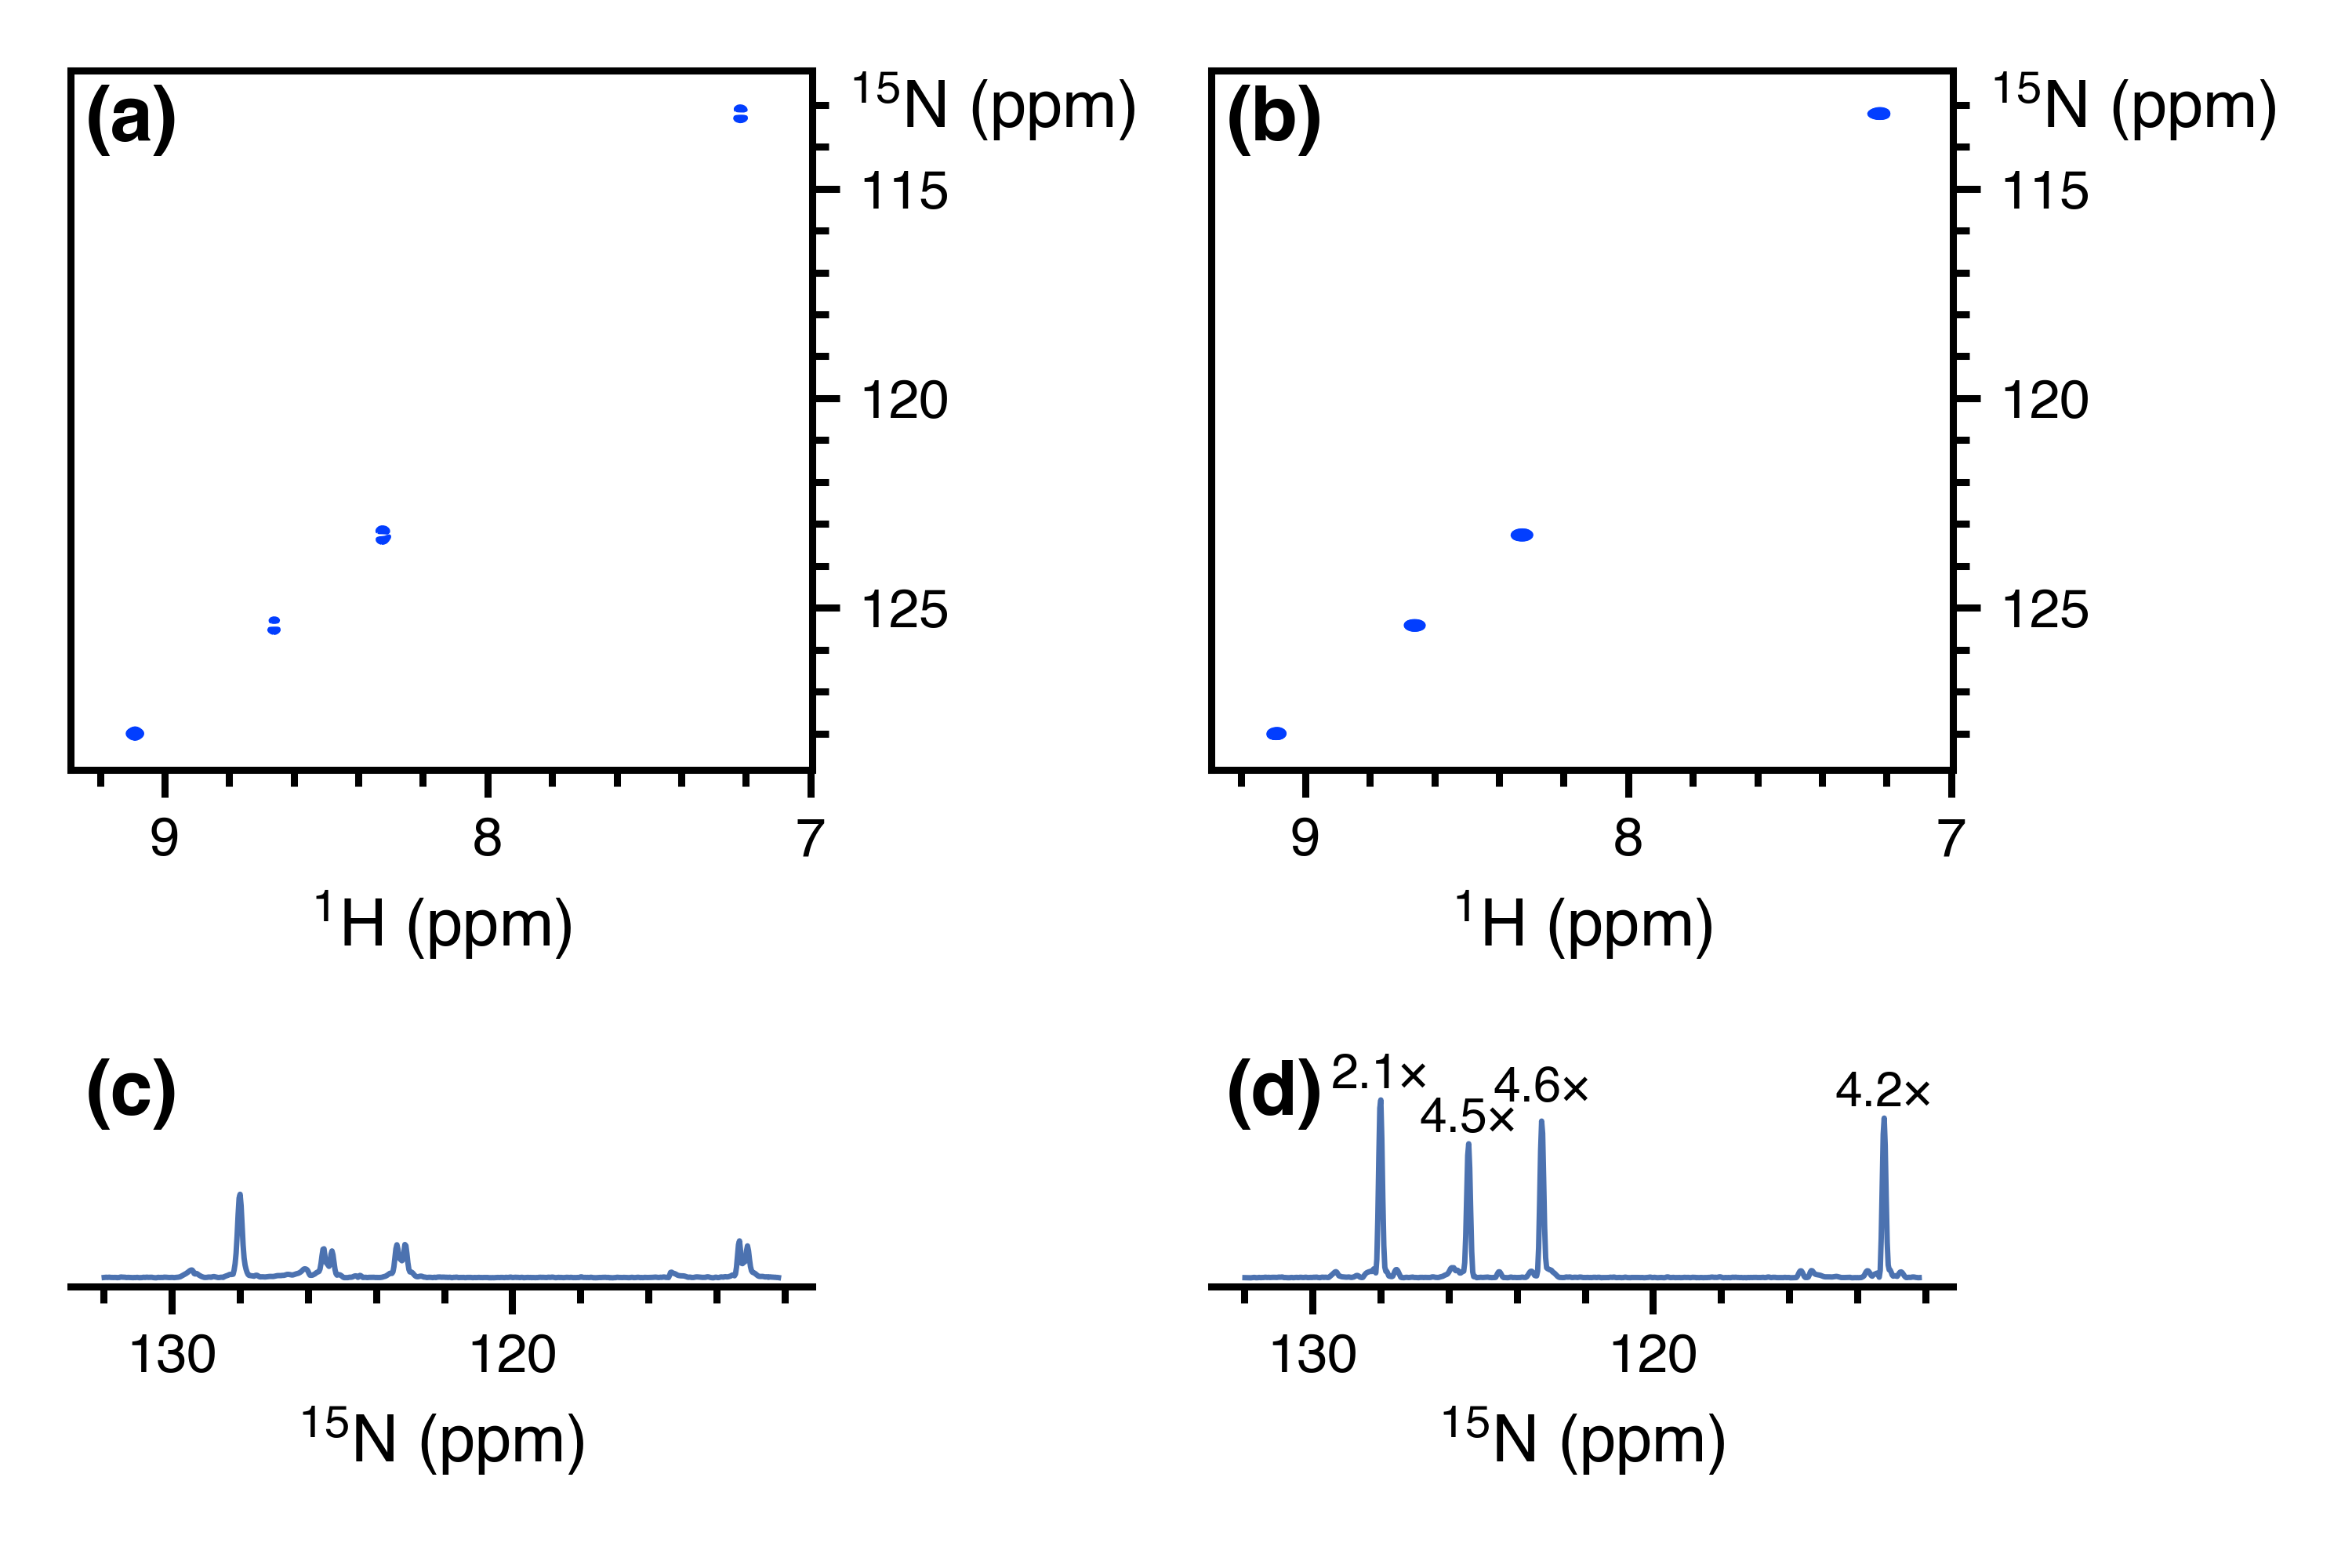 (a)
¹⁵N (ppm)
115
120
125
9 8 7
¹H (ppm)
(b)
¹⁵N (ppm)
115
120
125
9 8 7
¹H (ppm)
(c)
130 120
¹⁵N (ppm)
(d)
2.1×
4.5×
4.6×
4.2×
130 120
¹⁵N (ppm)